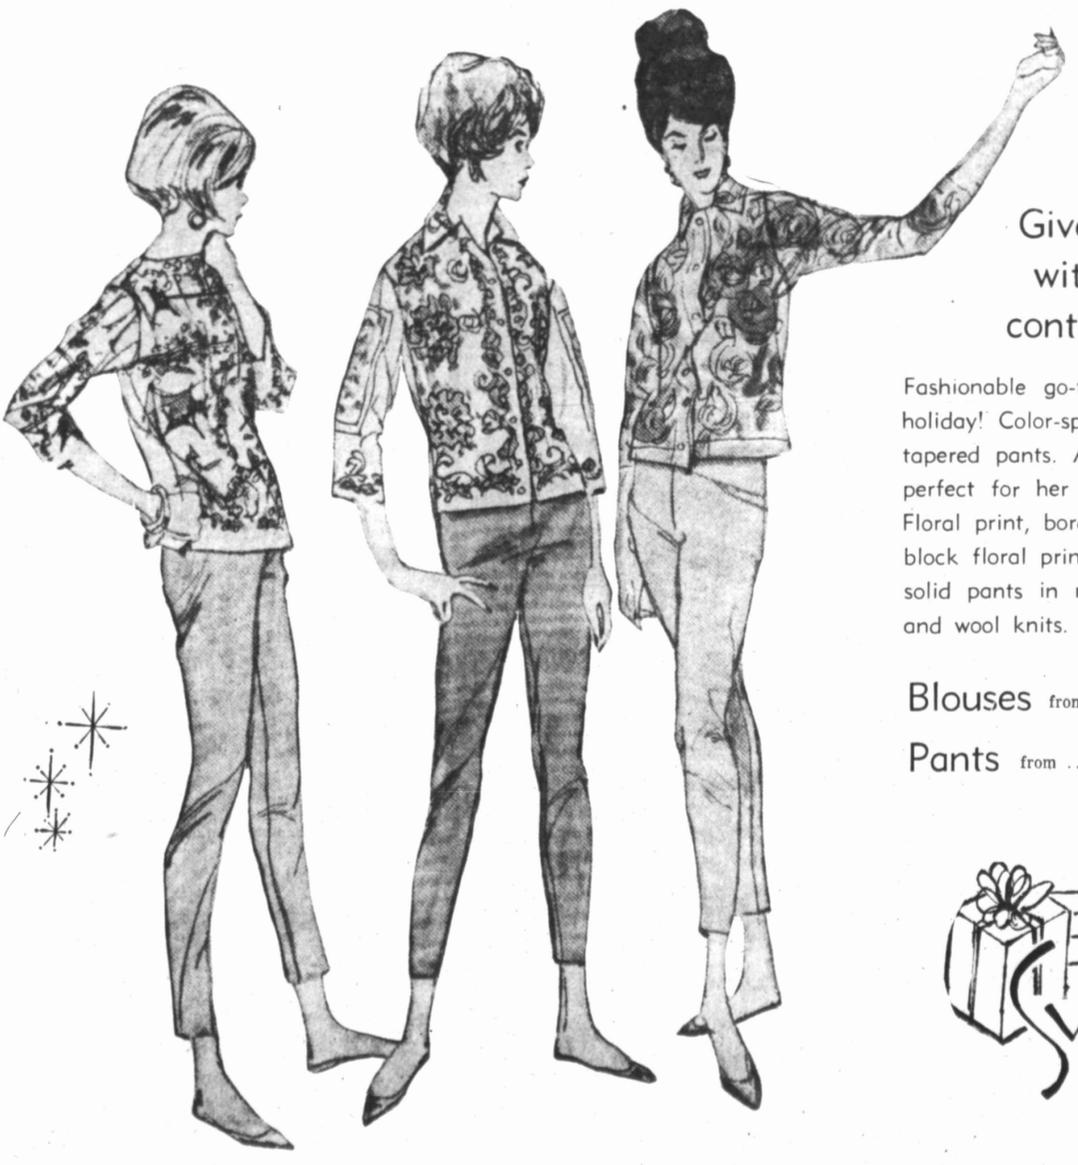 Give
wit
cont
Fashionable go-
holiday! Color-sp
tapered pants. A
perfect for her
Floral print, bor
block floral prin
solid pants in
and wool knits.
Blouses from
Pants from ..